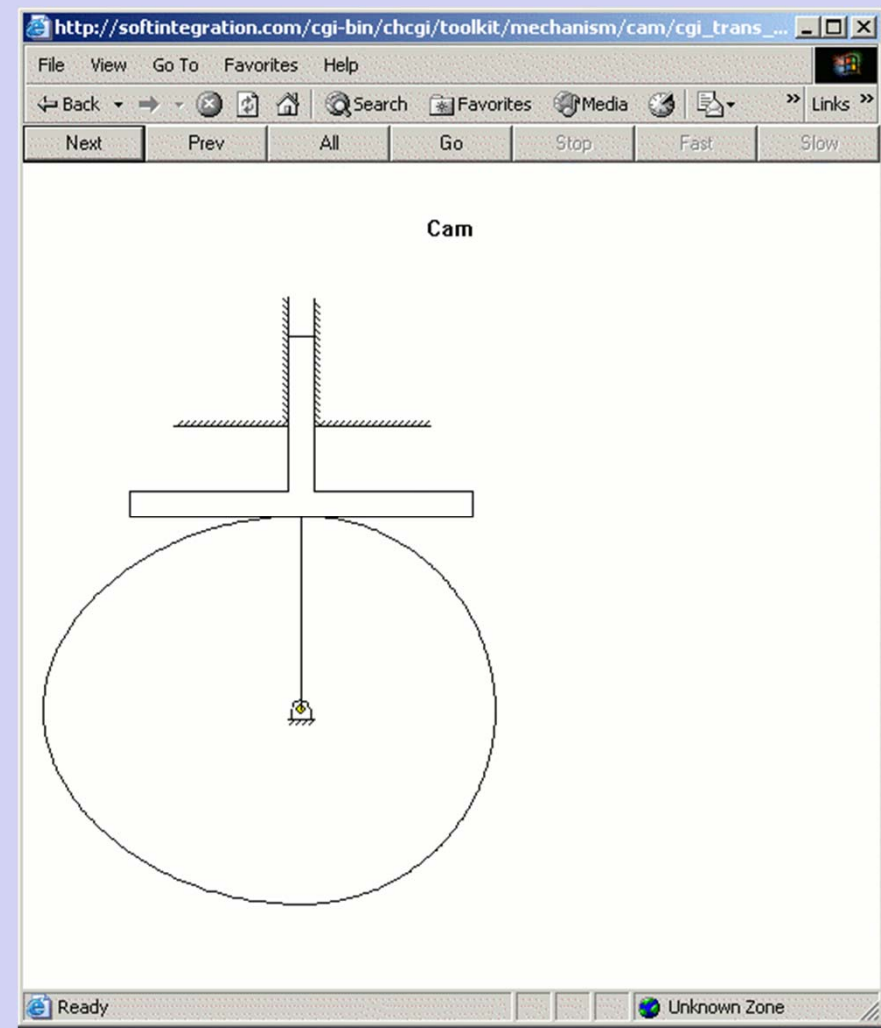 http://softintegration.com/cgi-bin/chcgi/toolkit/mechanism/cam/cgi_trans_...
File View Go To Favorites Help
Back Search Favorites Media » Links »
Next Prev All Go Stop Fast Slow
Cam
Ready Unknown Zone